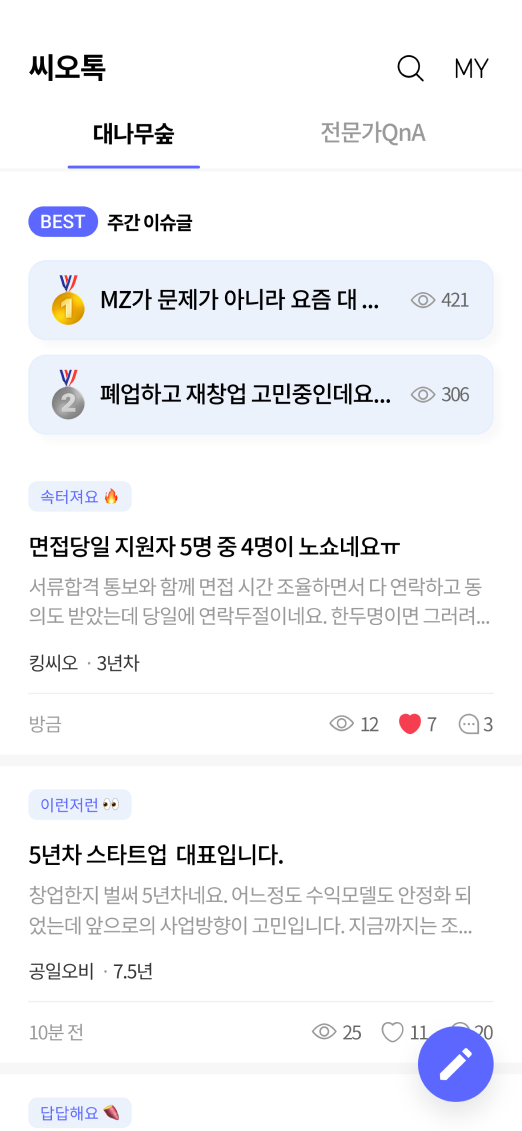 씨오톡
MY
대나무숲
전문가QnA
BEST 주간 이슈글
1
MZ가 문제가 아니라 요즘 대 ...
421
2
폐업하고 재창업 고민중인데요...
306
속터져요 🔥
면접당일 지원자 5명 중 4명이 노쇼네요ㅠ
서류합격 통보와 함께 면접 시간 조율하면서 다 연락하고 동
의도 받았는데 당일에 연락두절이네요. 한두명이면 그러려...
킹씨오 · 3년차
방금
12
7
3
이런저런 👀
5년차 스타트업 대표입니다.
창업한지 벌써 5년차네요. 어느정도 수익모델도 안정화 되
었는데 앞으로의 사업방향이 고민입니다. 지금까지는 조...
공일오비 · 7.5년
10분 전
25
11
20
답답해요 🍠